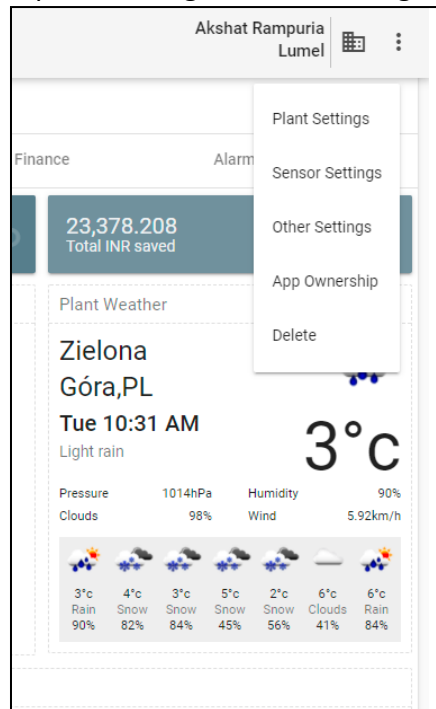 Akshat Rampuria
Lumel
Plant Settings
Finance Alarm
Sensor Settings
23,378.208
Total INR saved
Other Settings
App Ownership
Plant Weather
Delete
Zielona
Góra,PL
Tue 10:31 AM
Light rain
3°c
Pressure 1014hPa Humidity 90%
Clouds 98% Wind 5.92km/h
3°c 4°c 3°c 5°c 2°c 6°c 6°c
Rain Snow Snow Snow Snow Clouds Rain
90% 82% 84% 45% 56% 41% 84%